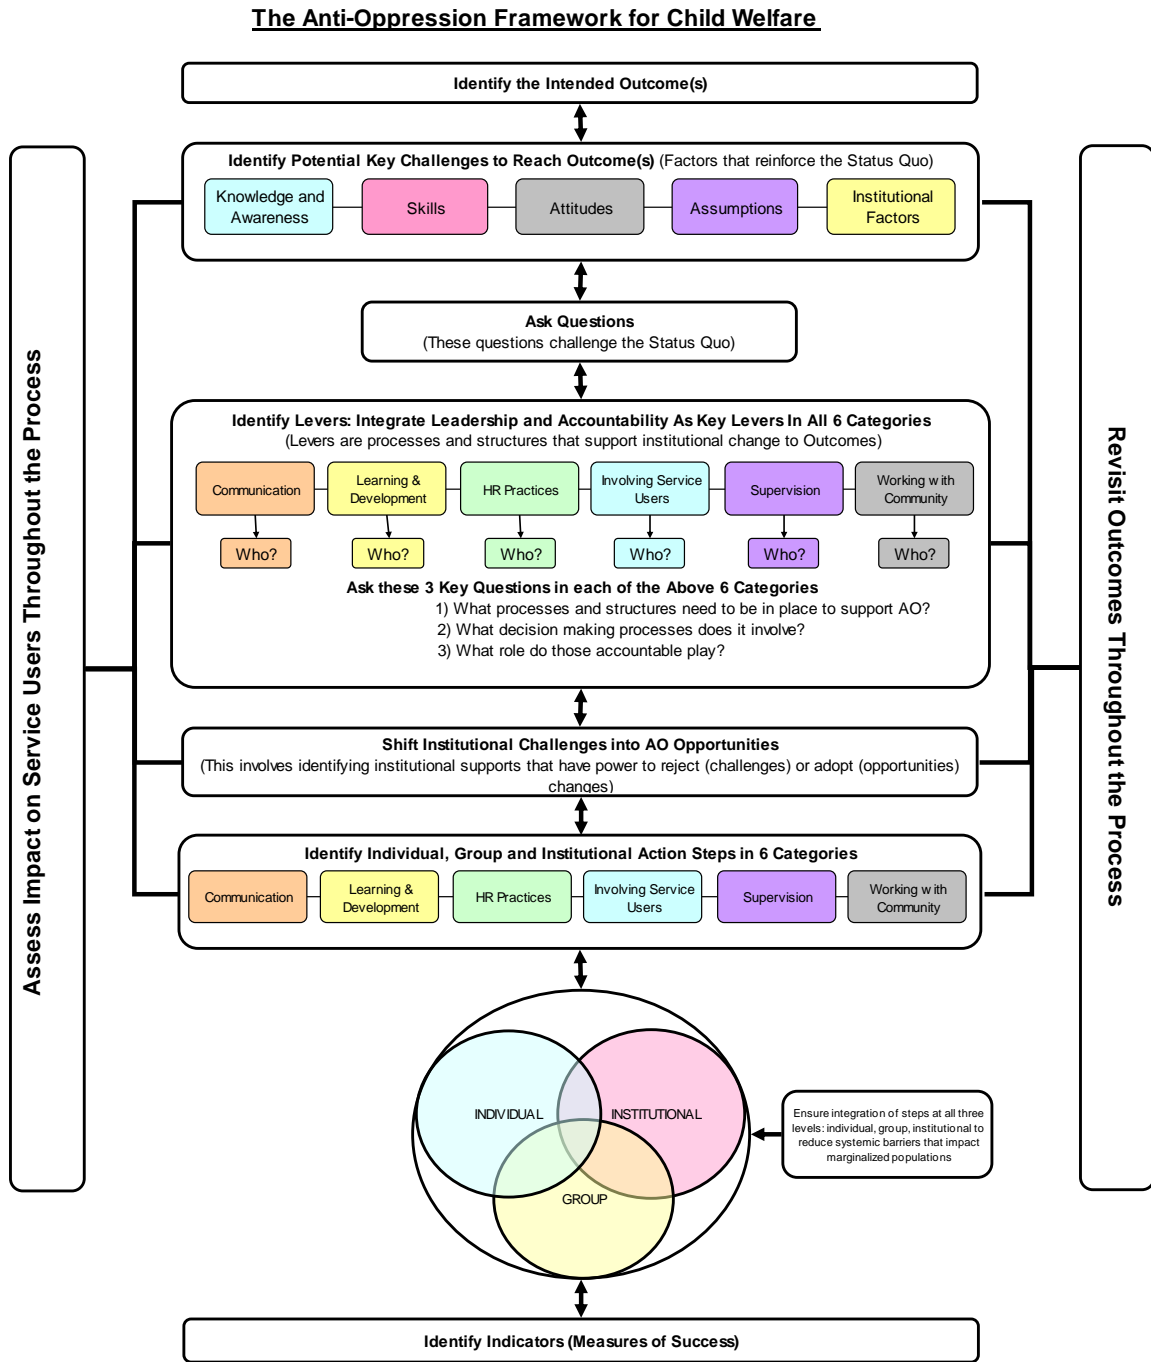 The Anti-Oppression Framework for Child Welfare
Identify the Intended Outcome(s)
Identify Potential Key Challenges to Reach Outcome(s) (Factors that reinforce the Status Quo)
Knowledge and
Awareness
Skills
Attitudes
Assumptions
Institutional
Factors
Ask Questions
(These questions challenge the Status Quo)
Identify Levers: Integrate Leadership and Accountability As Key Levers In All 6 Categories
(Levers are processes and structures that support institutional change to Outcomes)
Communication
Learning &
Development
HR Practices
Involving Service
Users
Supervision
Working with
Community
Who?
Who?
Who?
Who?
Who?
Who?
Ask these 3 Key Questions in each of the Above 6 Categories
1) What processes and structures need to be in place to support AO?
2) What decision making processes does it involve?
3) What role do those accountable play?
Shift Institutional Challenges into AO Opportunities
(This involves identifying institutional supports that have power to reject (challenges) or adopt (opportunities)
changes)
Identify Individual, Group and Institutional Action Steps in 6 Categories
Communication
Learning &
Development
HR Practices
Involving Service
Users
Supervision
Working with
Community
INDIVIDUAL
INSTITUTIONAL
GROUP
Ensure integration of steps at all three
levels: individual, group, institutional to
reduce systemic barriers that impact
marginalized populations
Identify Indicators (Measures of Success)
Assess Impact on Service Users Throughout the Process
Revisit Outcomes Throughout the Process